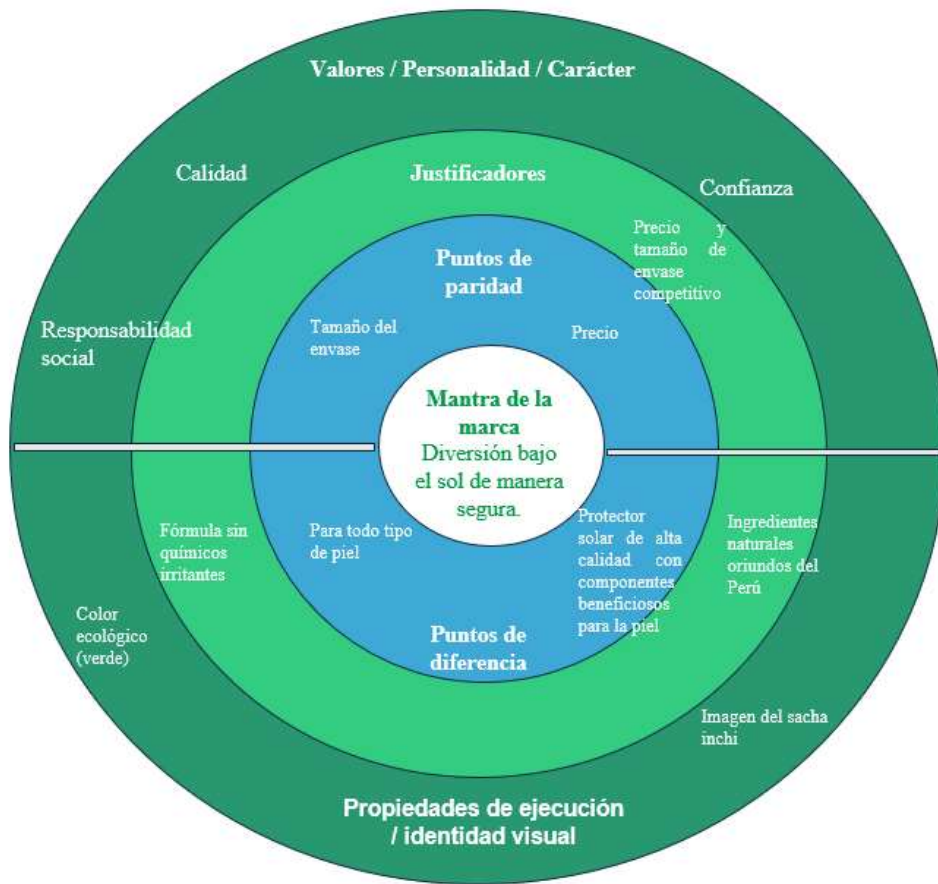 Valores / Personalidad / Carácter
Calidad
Justificadores
Confianza
Precio y
tamaño de
envase
competitivo
Puntos de
paridad
Responsabilidad
social
Tamaño del
envase
Precio
Mantra de la
marca
Diversión bajo
el sol de manera
segura.
Fórmula sin
químicos
irritantes
Para todo tipo
de piel
Protector
solar de alta
calidad con
componentes
beneficiosos
para la piel
Ingredientes
naturales
oriundos del
Perú
Color
ecológico
(verde)
Puntos de
diferencia
Imagen del sacha
inchi
Propiedades de ejecución
/ identidad visual